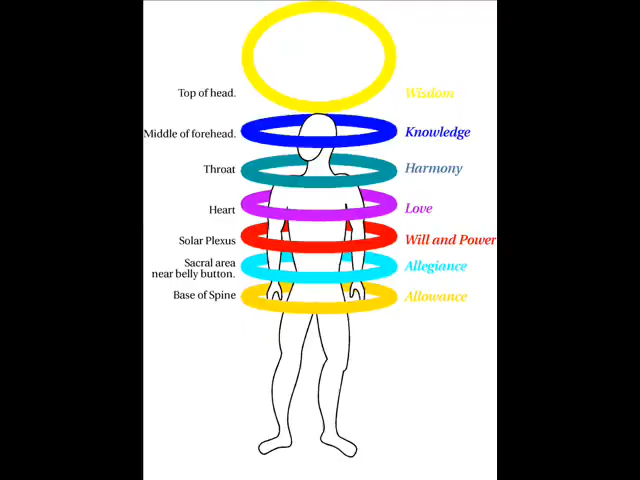 Top of head. Wisdom
Middle of forehead. Knowledge
Throat Harmony
Heart Love
Solar Plexus Will and Power
Sacral area
near belly button. Allegiance
Base of Spine Allowance